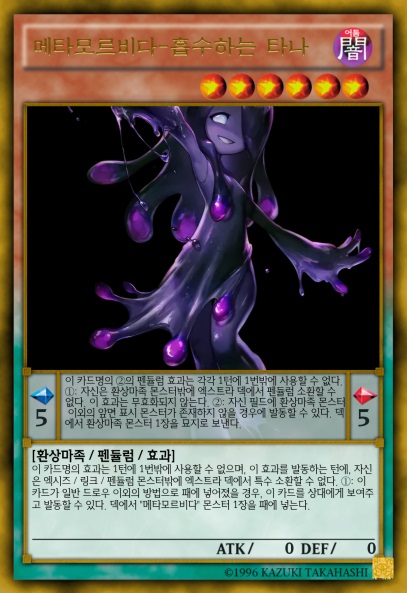 메타모르비다-흡수하는 타나
어둠
闇
이 카드명의 ②의 펜듈럼 효과는 각각 1턴에 1번밖에 사용할 수 없다.
①: 자신은 환상마족 몬스터밖에 엑스트라 덱에서 펜듈럼 소환할 수
없다. 이 효과는 무효화되지 않는다. ②: 자신 필드에 환상마족 몬스터
이외의 앞면 표시 몬스터가 존재하지 않을 경우에 발동할 수 있다. 덱
에서 환상마족 몬스터 1장을 묘지로 보낸다.
5
5
[환상마족 / 펜듈럼 / 효과]
이 카드명의 효과는 1턴에 1번밖에 사용할 수 없으며, 이 효과를 발동하는 턴에, 자신
은 엑시즈 / 링크 / 펜듈럼 몬스터밖에 엑스트라 덱에서 특수 소환할 수 없다. ①: 이
카드가 일반 드로우 이외의 방법으로 패에 넣어졌을 경우, 이 카드를 상대에게 보여주
고 발동할 수 있다. 덱에서 "메타모르비다" 몬스터 1장을 패에 넣는다.
ATK/ 0 DEF/ 0
©1996 KAZUKI TAKAHASHI